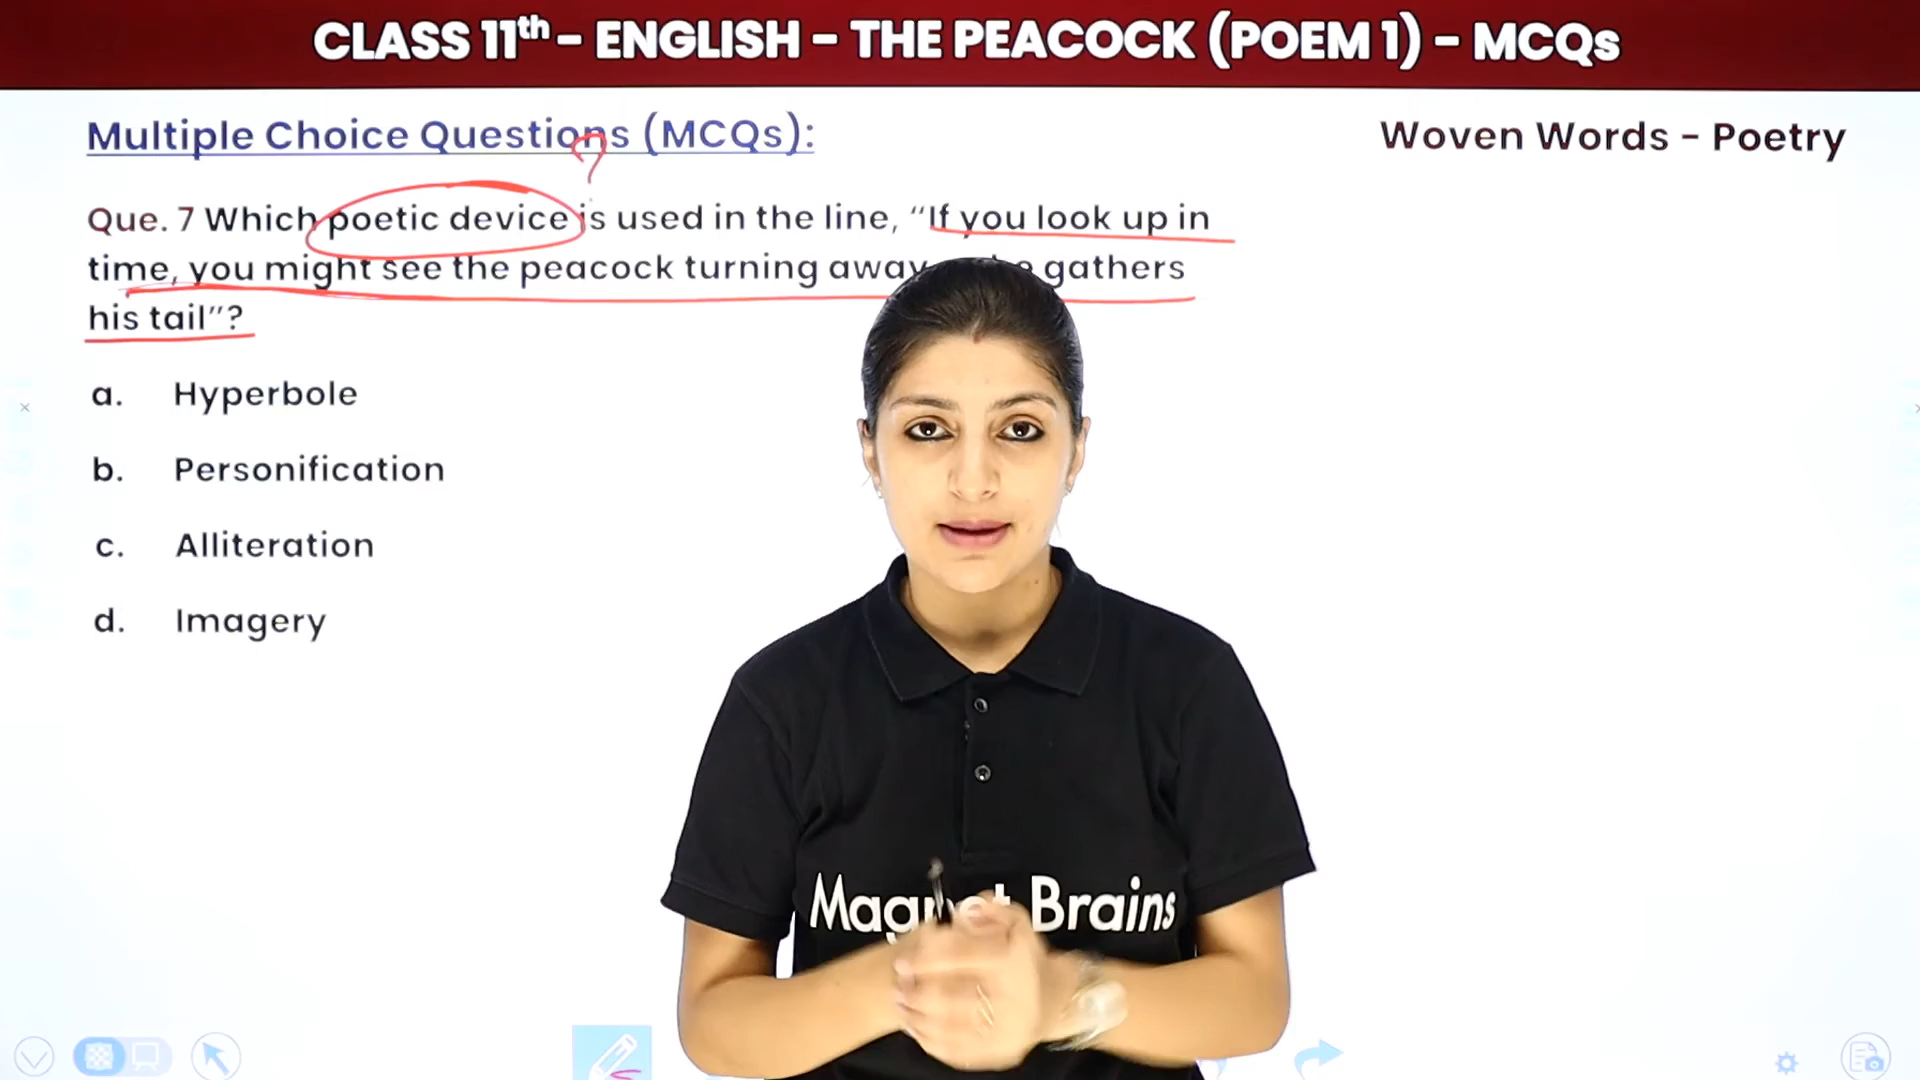 CLASS 11th - ENGLISH - THE PEACOCK (POEM 1) - MCQs
Multiple Choice Questions (MCQs):
Woven Words - Poetry
?
Que. 7 Which poetic device is used in the line, “If you look up in
time, you might see the peacock turning away gathers
his tail”?
a. Hyperbole
b. Personification
c. Alliteration
d. Imagery
Brains